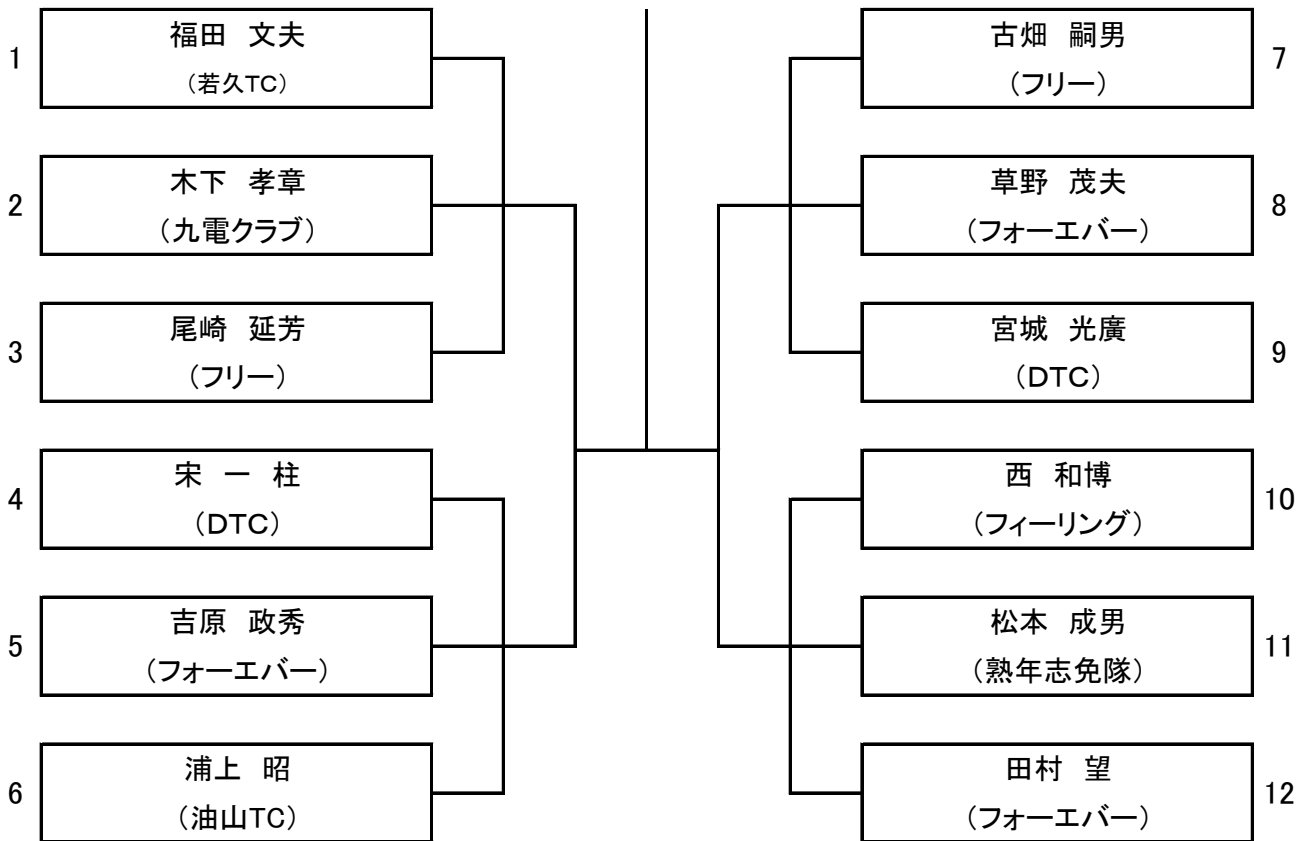 1
福田 文夫
(若久TC)
2
木下 孝章
(九電クラブ)
3
尾崎 延芳
(フリー)
4
宋 一 柱
(DTC)
5
吉原 政秀
(フォーエバー)
6
浦上 昭
(油山TC)
古畑 嗣男
(フリー)
7
草野 茂夫
(フォーエバー)
8
宮城 光廣
(DTC)
9
西 和博
(フィーリング)
10
松本 成男
(熟年志免隊)
11
田村 望
(フォーエバー)
12